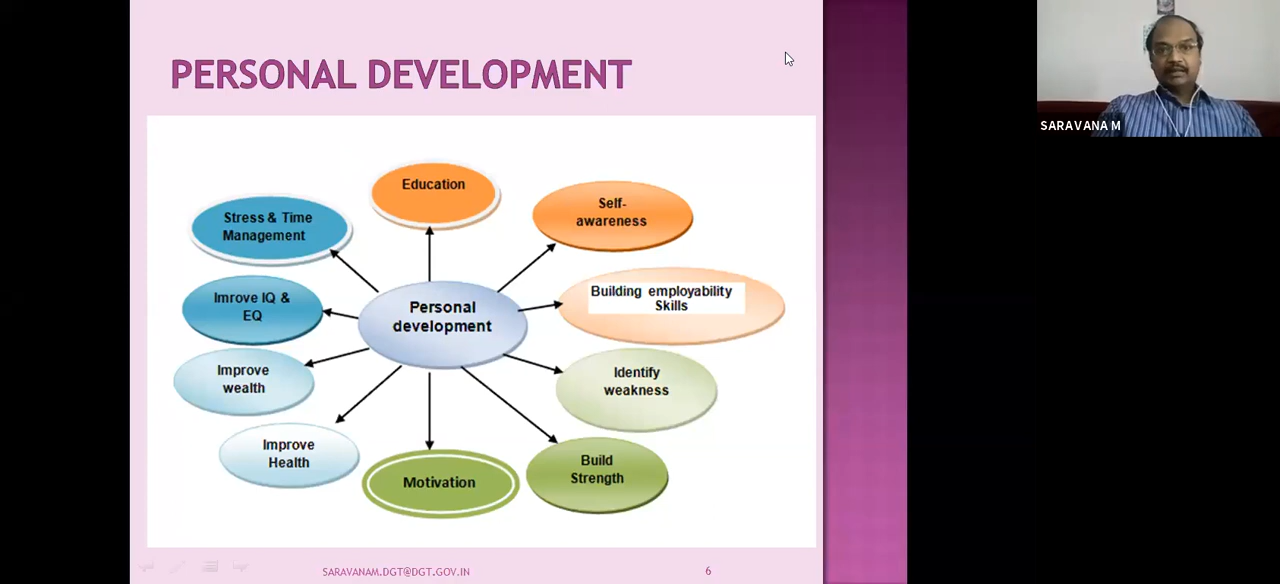 PERSONAL DEVELOPMENT
SARAVANA M
Education
Self-
awareness
Stress & Time
Management
Building employability
Skills
Imrove IQ &
EQ
Personal
development
Improve
wealth
Identify
weakness
Improve
Health
Motivation
Build
Strength
SARAVANAM.DGT@DGT.GOV.IN
6